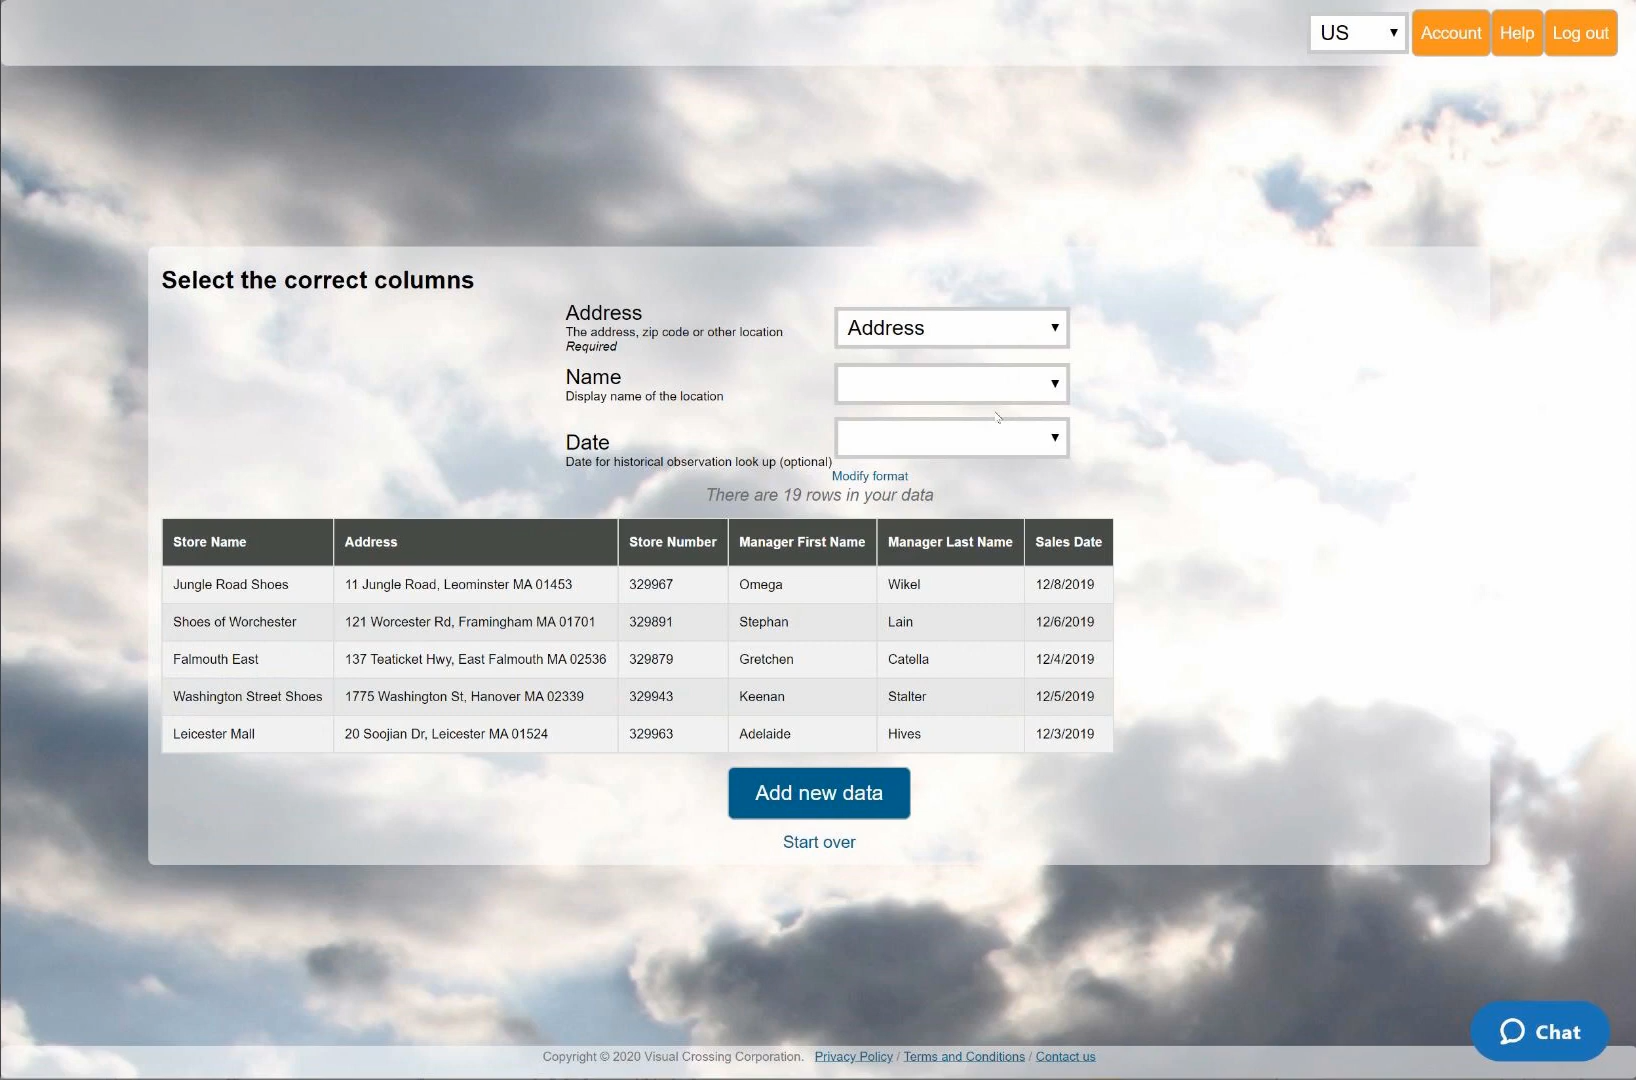 US Account Help Log out
Select the correct columns
Address
The address, zip code or other location
Required
Address
Name
Display name of the location
Date
Date for historical observation look up (optional)
Modify format
There are 19 rows in your data
Store Name Address Store Number Manager First Name Manager Last Name Sales Date
Jungle Road Shoes 11 Jungle Road, Leominster MA 01453 329967 Omega Wikel 12/8/2019
Shoes of Worchester 121 Worcester Rd, Framingham MA 01701 329891 Stephan Lain 12/6/2019
Falmouth East 137 Teaticket Hwy, East Falmouth MA 02536 329879 Gretchen Catella 12/4/2019
Washington Street Shoes 1775 Washington St, Hanover MA 02339 329943 Keenan Stalter 12/5/2019
Leicester Mall 20 Soojian Dr, Leicester MA 01524 329963 Adelaide Hives 12/3/2019
Add new data
Start over
Chat
Copyright © 2020 Visual Crossing Corporation. Privacy Policy / Terms and Conditions / Contact us